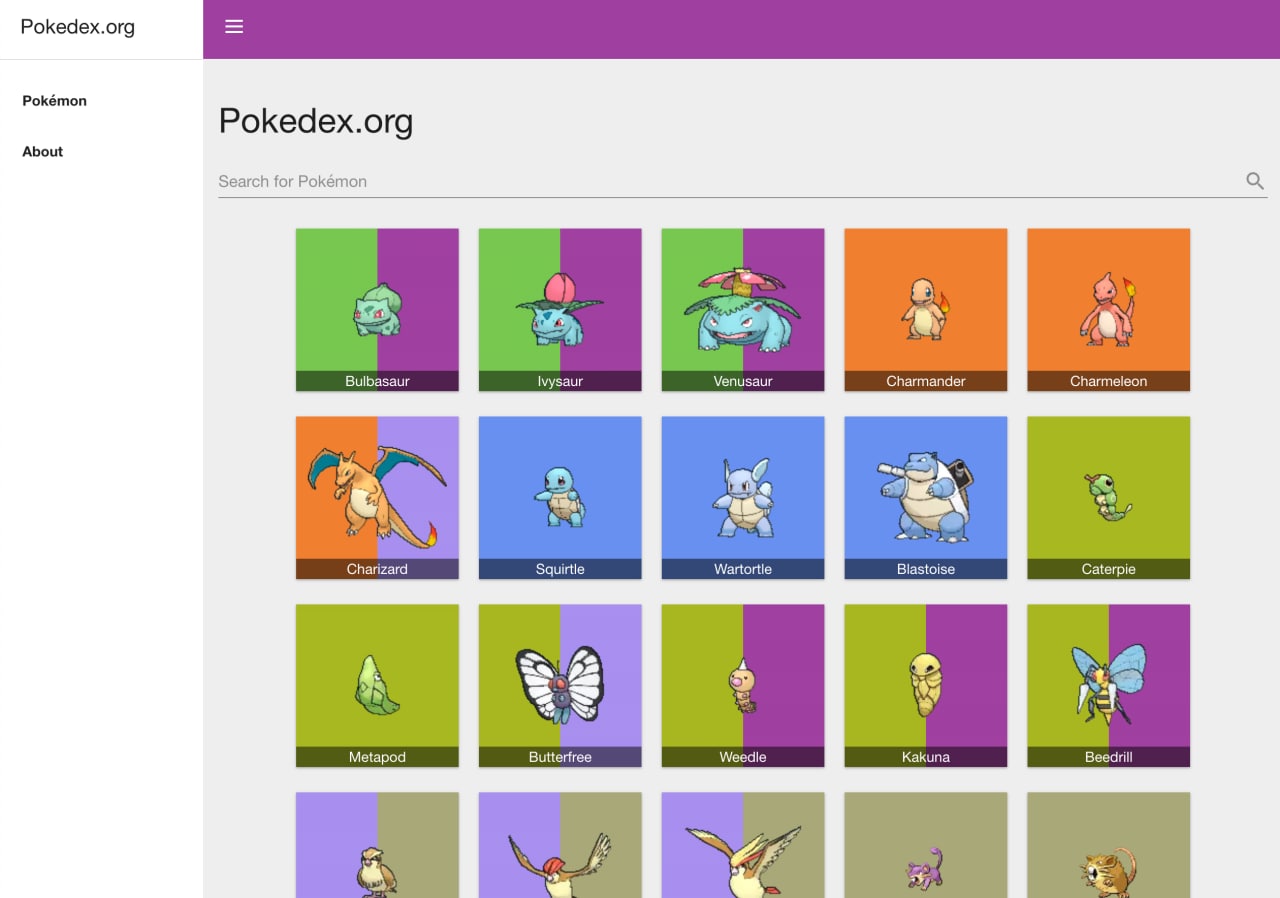 Pokedex.org
Pokémon
About
Pokedex.org
Search for Pokémon
Bulbasaur
Ivysaur
Venusaur
Charmander
Charmeleon
Charizard
Squirtle
Wartortle
Blastoise
Caterpie
Metapod
Butterfree
Weedle
Kakuna
Beedrill